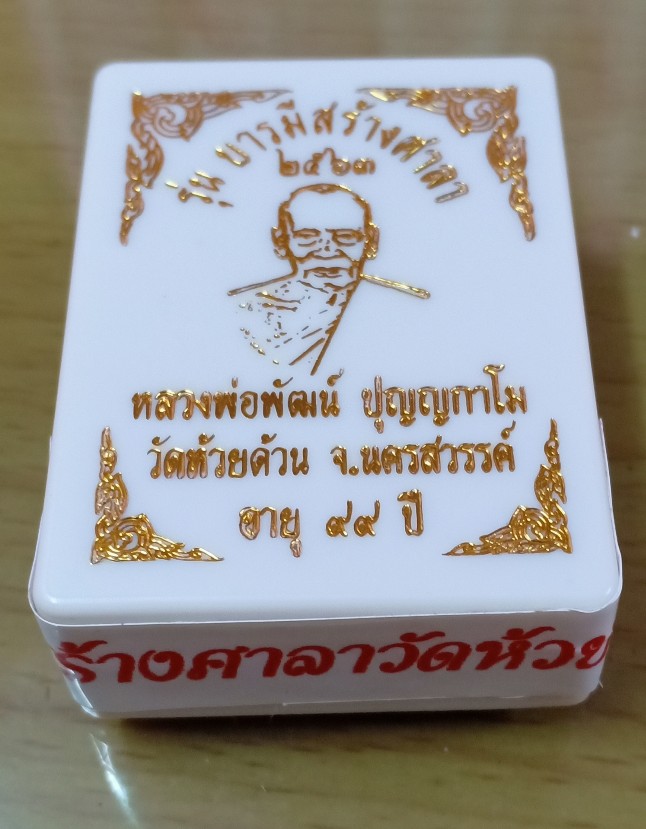 รุ่น บารมีสร้างศาลา
๒๕๖๓
หลวงพ่อพัฒน์ ปุญญกาโม
วัดห้วยด้วน จ.นครสวรรค์
อายุ ๙๙ ปี
ร้างศาลาวัดห้วย